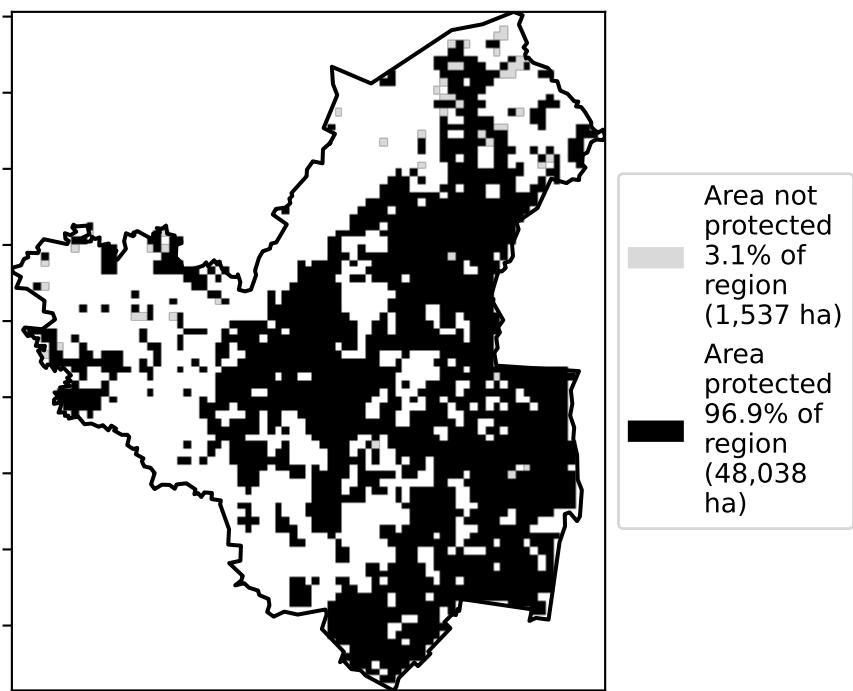 Area not
protected
3.1% of
region
(1,537 ha)
Area
protected
96.9% of
region
(48,038
ha)